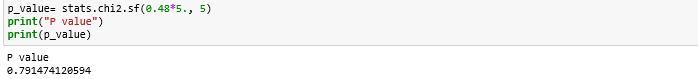 p_value= stats.chi2.sf(0.48*5., 5)
print("P value")
print(p_value)
P value
0.791474120594